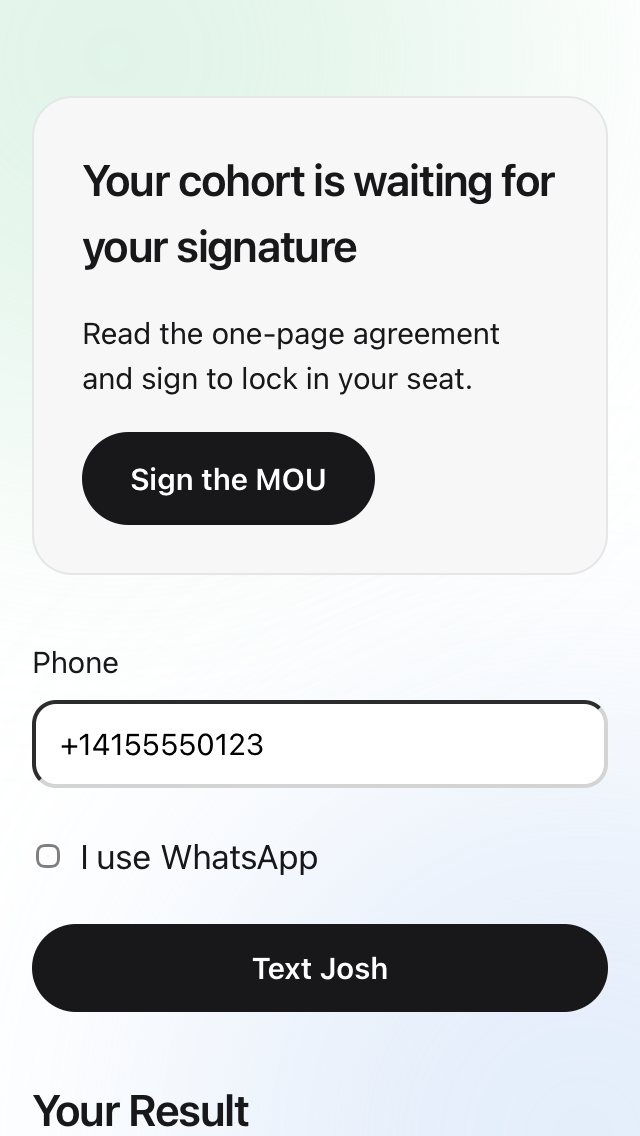 Your cohort is waiting for
your signature
Read the one-page agreement
and sign to lock in your seat.
Sign the MOU
Phone
+14155550123
I use WhatsApp
Text Josh
Your Result